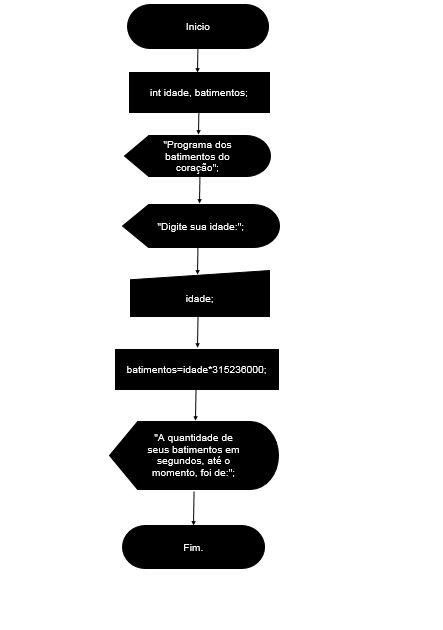 Inicio
int idade, batimentos;
"Programa dos
batimentos do
coração";
"Digite sua idade:";
idade;
batimentos=idade*315236000;
"A quantidade de
seus batimentos em
segundos, até o
momento, foi de:";
Fim.